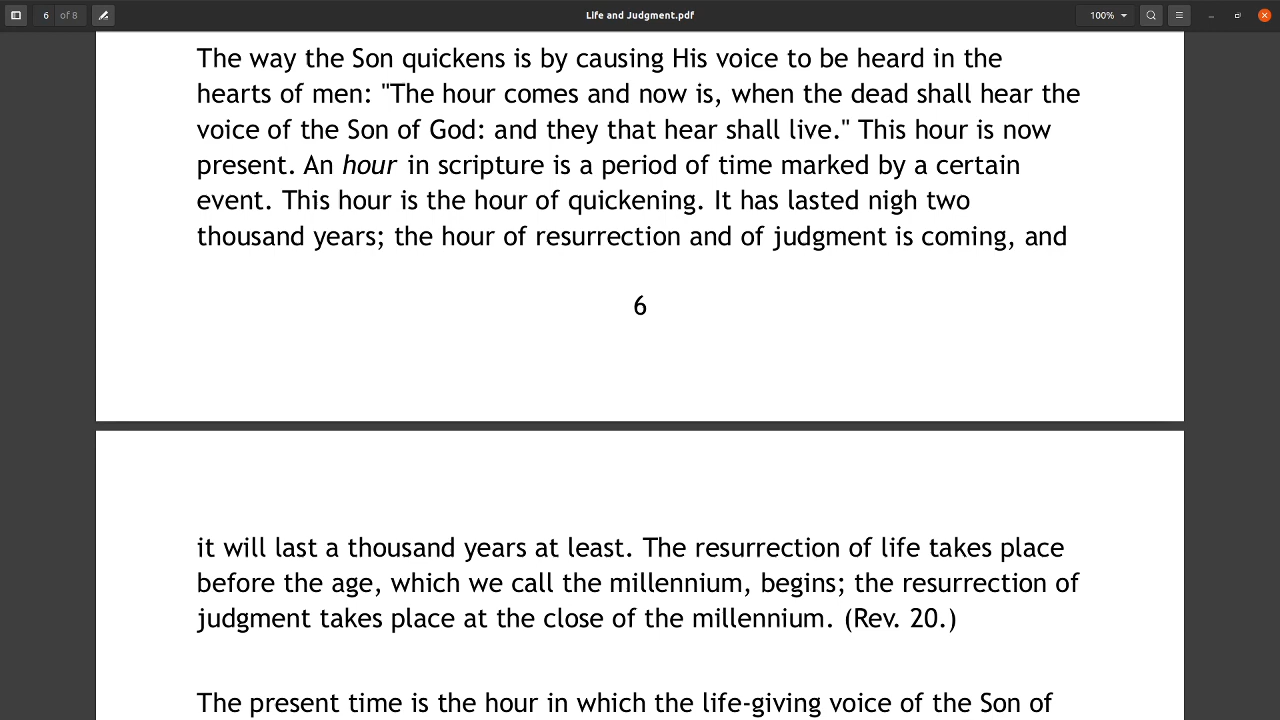 6 of 8
Life and Judgment.pdf
100%
The way the Son quickens is by causing His voice to be heard in the
hearts of men: "The hour comes and now is, when the dead shall hear the
voice of the Son of God: and they that hear shall live." This hour is now
present. An hour in scripture is a period of time marked by a certain
event. This hour is the hour of quickening. It has lasted nigh two
thousand years; the hour of resurrection and of judgment is coming, and
6
it will last a thousand years at least. The resurrection of life takes place
before the age, which we call the millennium, begins; the resurrection of
judgment takes place at the close of the millennium. (Rev. 20.)
The present time is the hour in which the life-giving voice of the Son of